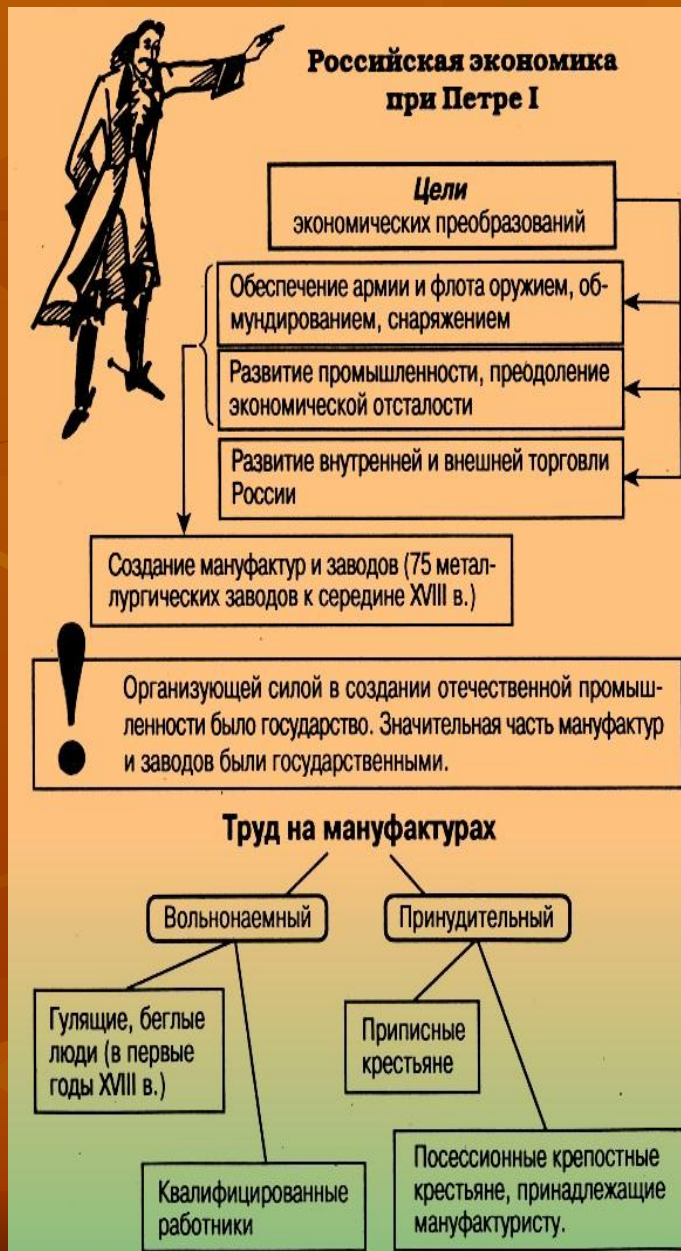 Российская экономика
при Петре I
Цели
экономических преобразований
Обеспечение армии и флота оружием, об-
мундированием, снаряжением
Развитие промышленности, преодоление
экономической отсталости
Развитие внутренней и внешней торговли
России
Создание мануфактур и заводов (75 метал-
лургических заводов к середине XVIII в.)
!
Организующей силой в создании отечественной промыш-
ленности было государство. Значительная часть мануфактур
и заводов были государственными.
Труд на мануфактурах
Вольнонаемный
Принудительный
Гулящие, беглые
люди (в первые
годы XVIII в.)
Приписные
крестьяне
Квалифицированные
работники
Посессионные крепостные
крестьяне, принадлежащие
мануфактуристу.